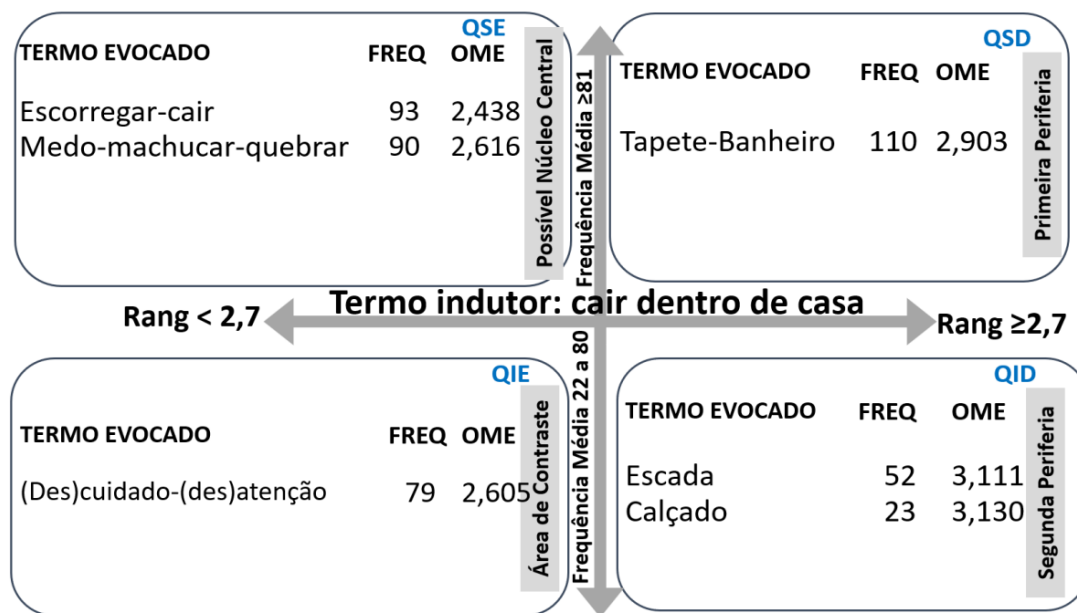 QSE
TERMO EVOCADO FREQ OME
Escorregar-cair 93 2,438
Medo-machucar-quebrar 90 2,616
Possível Núcleo Central
Frequência Média ≥81
QSD
TERMO EVOCADO FREQ OME
Tapete-Banheiro 110 2,903
Primeira Periferia
Termo indutor: cair dentro de casa
Rang < 2,7
Rang ≥2,7
QIE
TERMO EVOCADO FREQ OME
(Des)cuidado-(des)atenção 79 2,605
Área de Contraste
Frequência Média 22 a 80
QID
TERMO EVOCADO FREQ OME
Escada 52 3,111
Calçado 23 3,130
Segunda Periferia